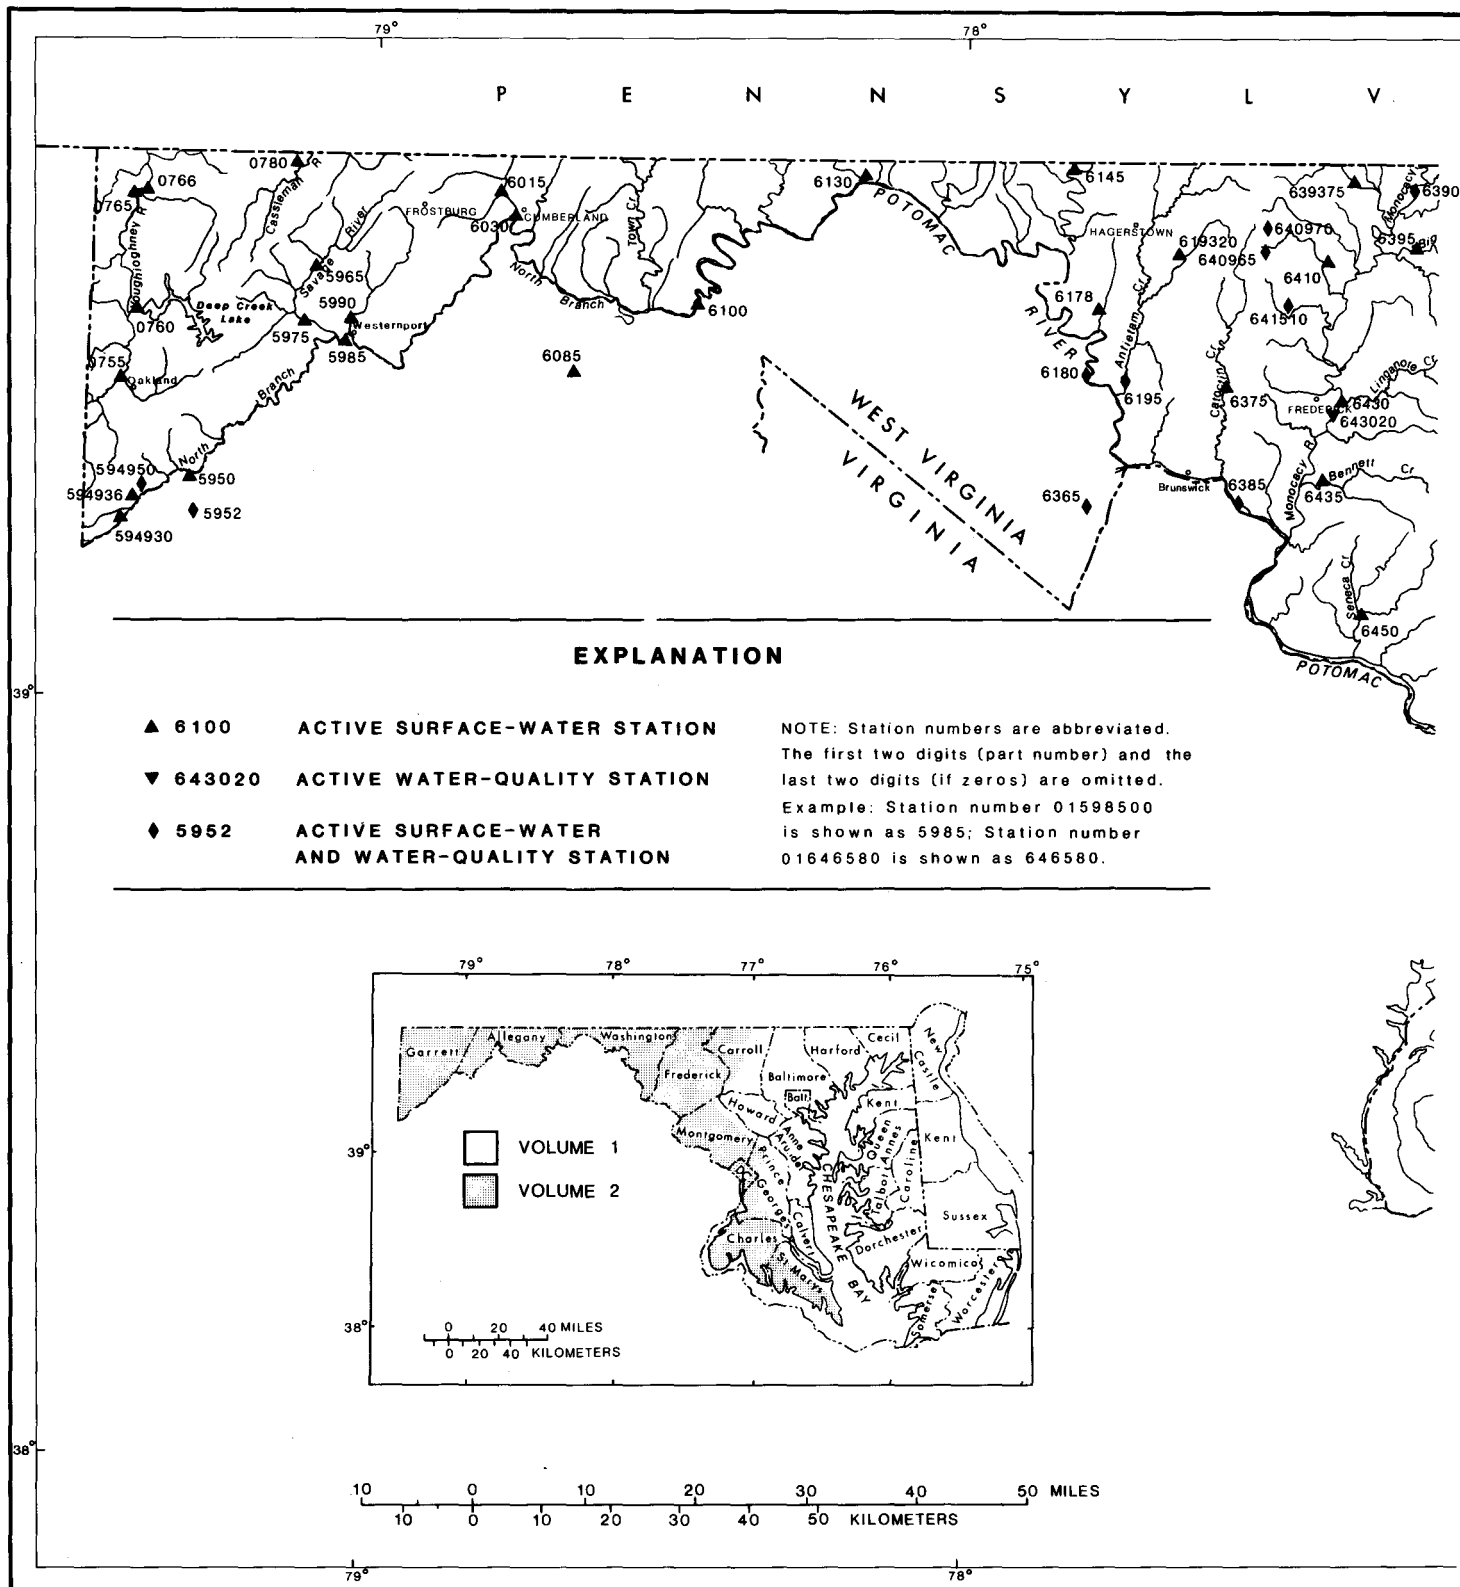 79° 78°
P E N N S Y L V
0780
0766
0765
6015
6130
6145
639375
6390
Youghiogheny R
Cassleman R
Savage River
FROSTBURG
6030
CUMBERLAND
Town Cr
POTOMAC
HAGERSTOWN
619320
640970
640965
Monocacy
6395
Big
6410
5965
5990
North Branch
6100
6178
641510
0760
Deep Creek Lake
5975
Westernport
5985
RIVER
Antietam Cr
0755
Oakland
6085
6180
6195
Catoctin Cr
6375
Linganore Cr
FREDERICK
6430
643020
North Branch
WEST VIRGINIA
VIRGINIA
594950
5950
594936
5952
594930
6365
Brunswick
6385
Monocacy R
Bennett Cr
6435
Seneca Cr
6450
POTOMAC
EXPLANATION
39°
6100 ACTIVE SURFACE-WATER STATION
643020 ACTIVE WATER-QUALITY STATION
5952 ACTIVE SURFACE-WATER
AND WATER-QUALITY STATION
NOTE: Station numbers are abbreviated.
The first two digits (part number) and the
last two digits (if zeros) are omitted.
Example: Station number 01598500
is shown as 5985; Station number
01646580 is shown as 646580.
79° 78° 77° 76° 75°
Garrett
Allegany
Washington
Frederick
Carroll
Baltimore
Balt
Harford
Cecil
New Castle
Howard
Kent
Montgomery
Anne Arundel
Queen Annes
Kent
39°
VOLUME 1
VOLUME 2
Prince Georges
CHESAPEAKE BAY
Talbot
Caroline
Calvert
Sussex
Charles
St Marys
Dorchester
Wicomico
Somerset
Worcester
38°
0 20 40 MILES
0 20 40 KILOMETERS
38°
10 0 10 20 30 40 50 MILES
10 0 10 20 30 40 50 KILOMETERS
79° 78°